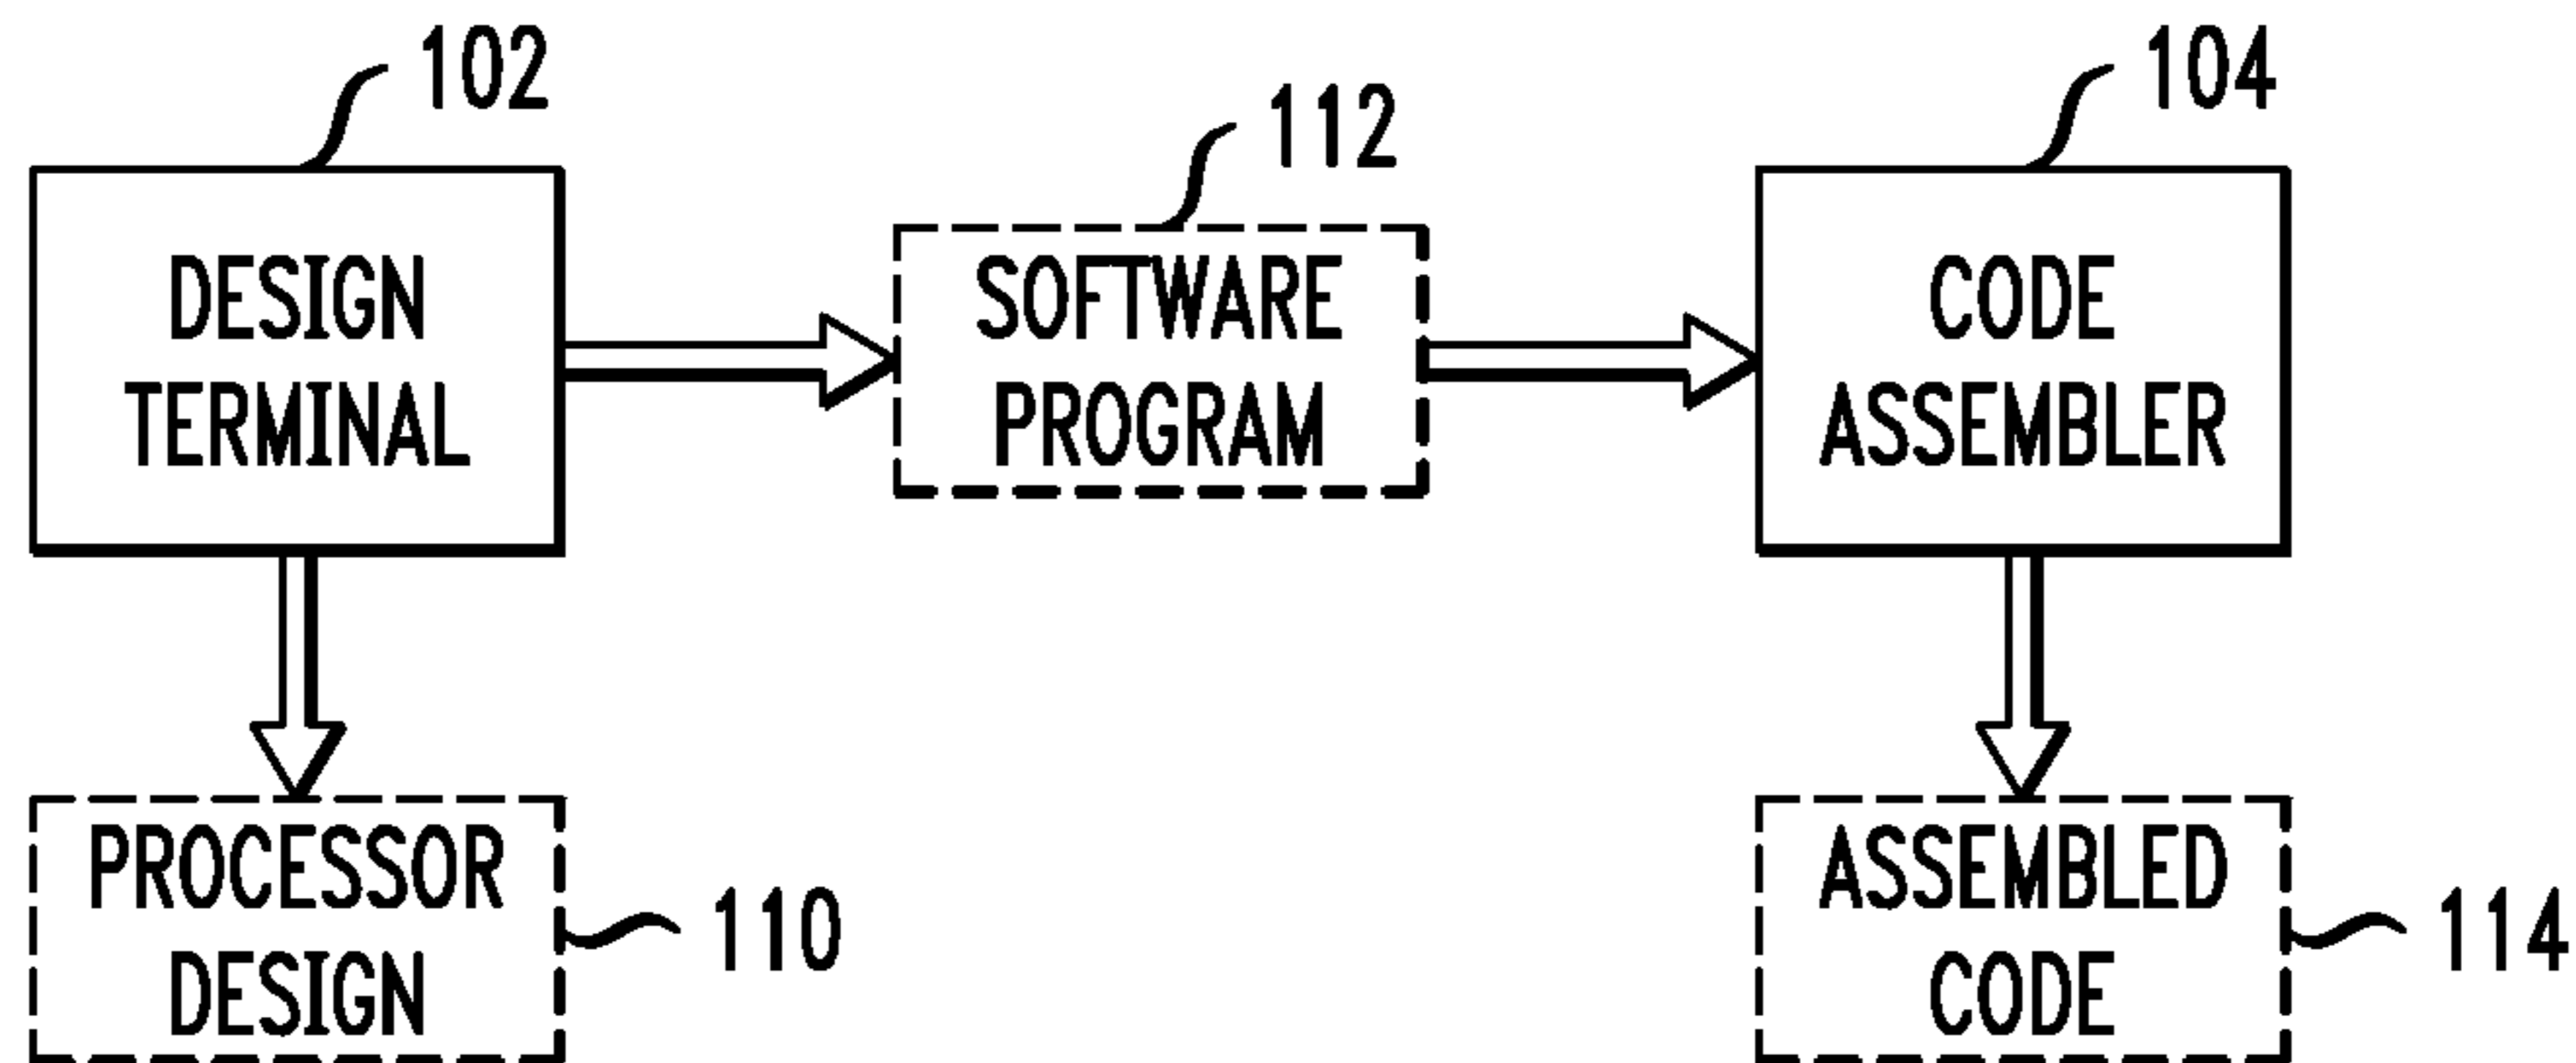 102
112
104
DESIGN
TERMINAL
SOFTWARE
PROGRAM
CODE
ASSEMBLER
PROCESSOR
DESIGN
110
ASSEMBLED
CODE
114